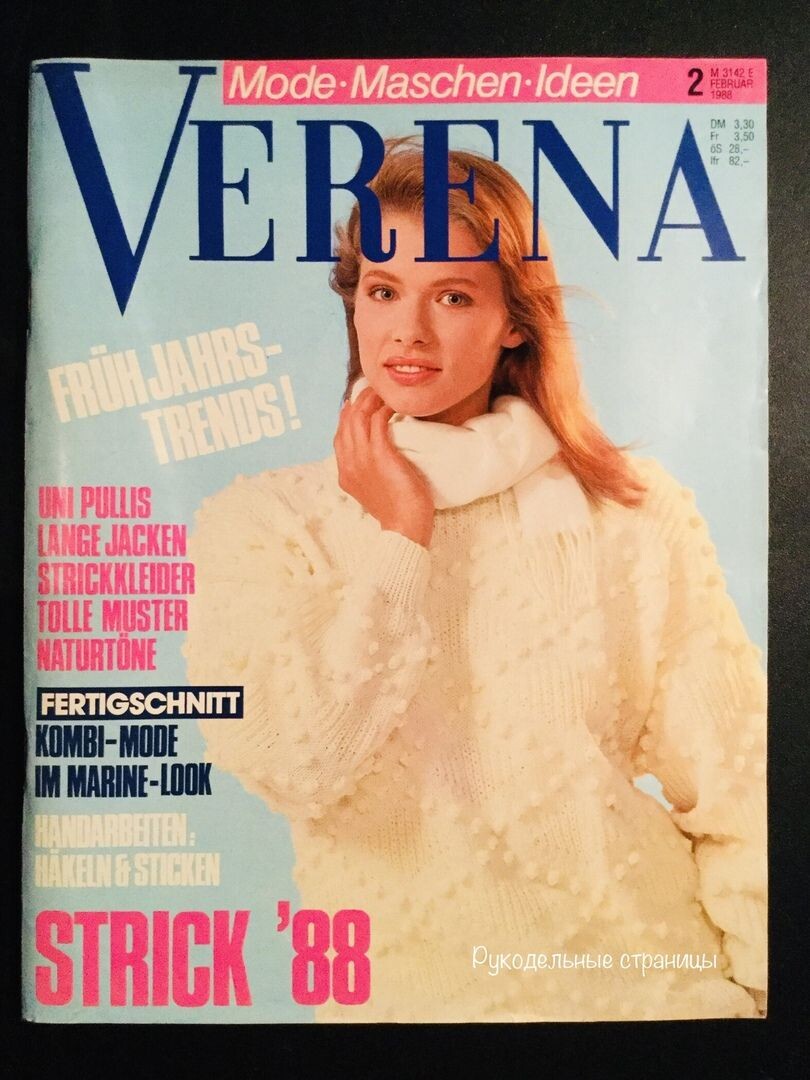 Mode·Maschen·Ideen
2 M 3142 E
FEBRUAR
1988
VERENA
DM 3,30
Fr 3,50
öS 28,–
lfr 82,–
FRÜHJAHRS-
TRENDS!
UNI PULLIS
LANGE JACKEN
STRICKKLEIDER
TOLLE MUSTER
NATURTÖNE
FERTIGSCHNITT
KOMBI-MODE
IM MARINE-LOOK
HANDARBEITEN:
HÄKELN & STICKEN
STRICK '88
Рукодельные страницы